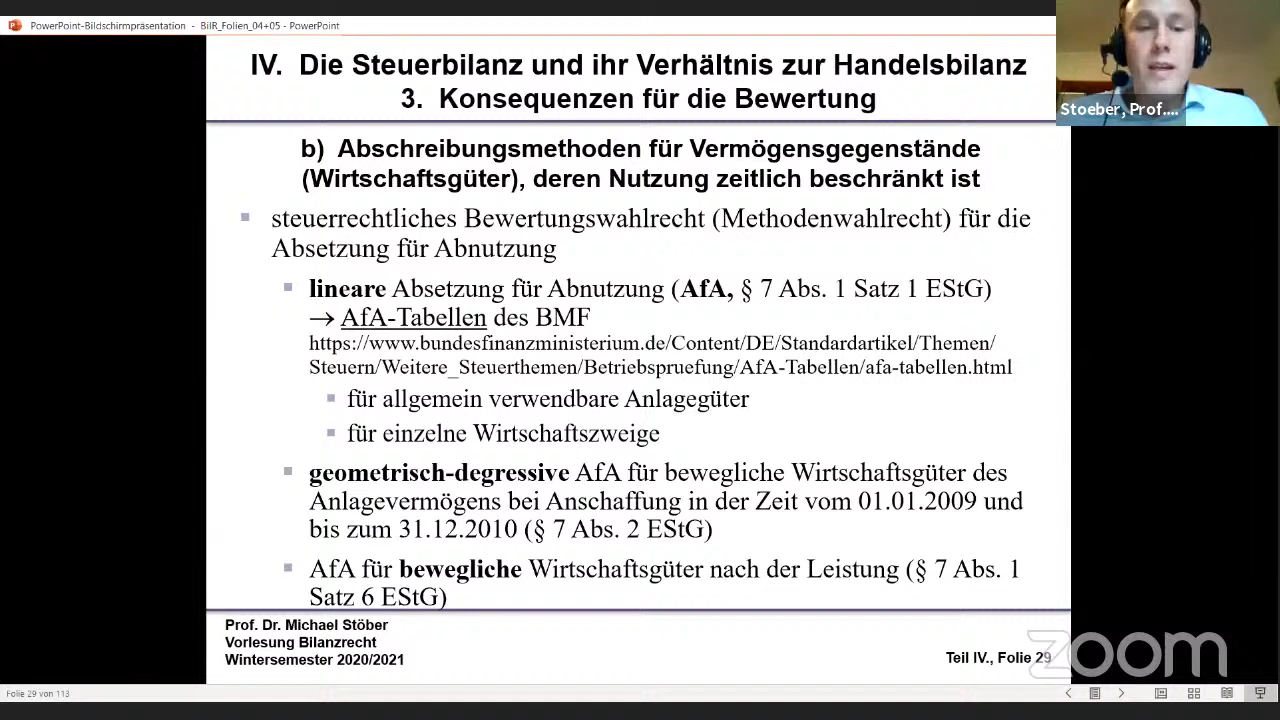 PowerPoint-Bildschirmpräsentation - BilR_Folien_04+05 - PowerPoint
Stoeber, Prof....
IV. Die Steuerbilanz und ihr Verhältnis zur Handelsbilanz
3. Konsequenzen für die Bewertung
b) Abschreibungsmethoden für Vermögensgegenstände
(Wirtschaftsgüter), deren Nutzung zeitlich beschränkt ist
steuerrechtliches Bewertungswahlrecht (Methodenwahlrecht) für die
Absetzung für Abnutzung
lineare Absetzung für Abnutzung (AfA, § 7 Abs. 1 Satz 1 EStG)
→ AfA-Tabellen des BMF
https://www.bundesfinanzministerium.de/Content/DE/Standardartikel/Themen/
Steuern/Weitere_Steuerthemen/Betriebspruefung/AfA-Tabellen/afa-tabellen.html
für allgemein verwendbare Anlagegüter
für einzelne Wirtschaftszweige
geometrisch-degressive AfA für bewegliche Wirtschaftsgüter des
Anlagevermögens bei Anschaffung in der Zeit vom 01.01.2009 und
bis zum 31.12.2010 (§ 7 Abs. 2 EStG)
AfA für bewegliche Wirtschaftsgüter nach der Leistung (§ 7 Abs. 1
Satz 6 EStG)
Prof. Dr. Michael Stöber
Vorlesung Bilanzrecht
Wintersemester 2020/2021
Teil IV., Folie 29
zoom
Folie 29 von 113